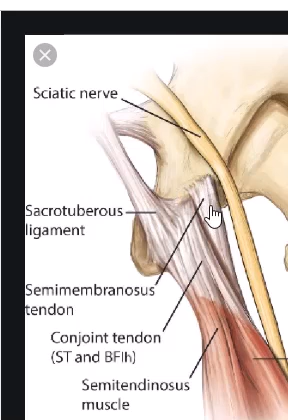 Sciatic nerve
Sacrotuberous
ligament
Semimembranosus
tendon
Conjoint tendon
(ST and BFlh)
Semitendinosus
muscle